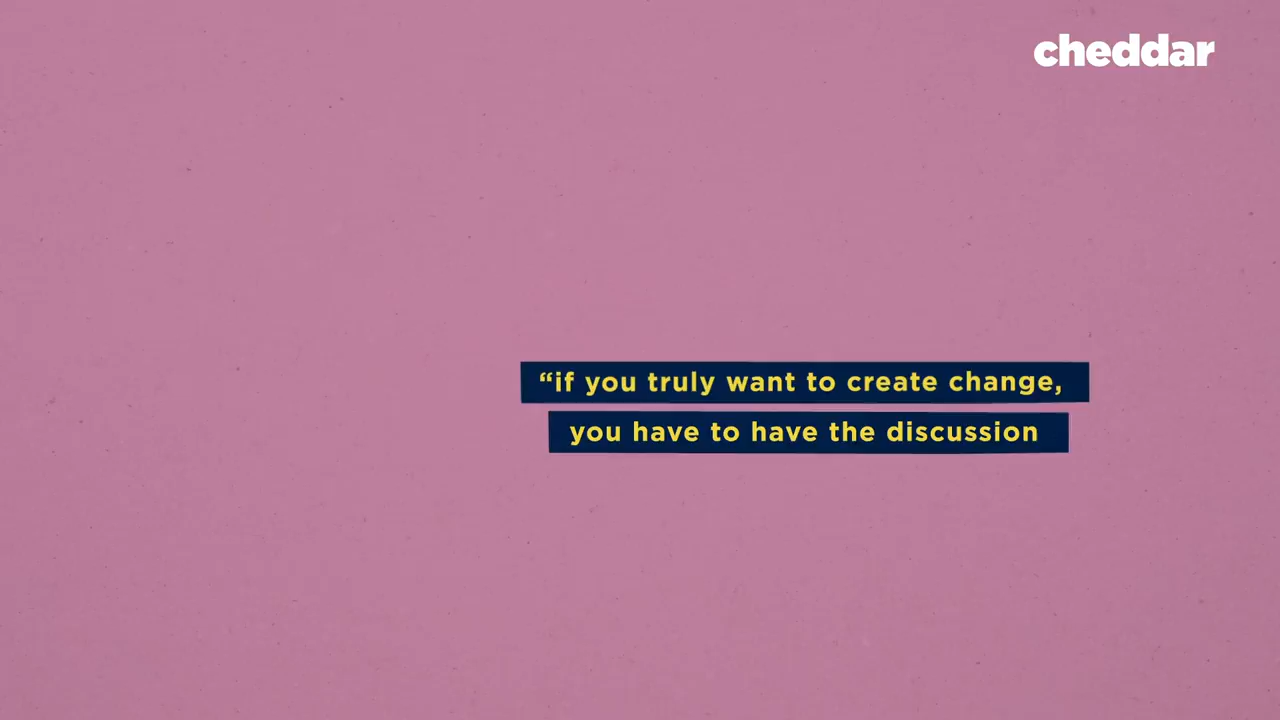 cheddar
“if you truly want to create change,
you have to have the discussion